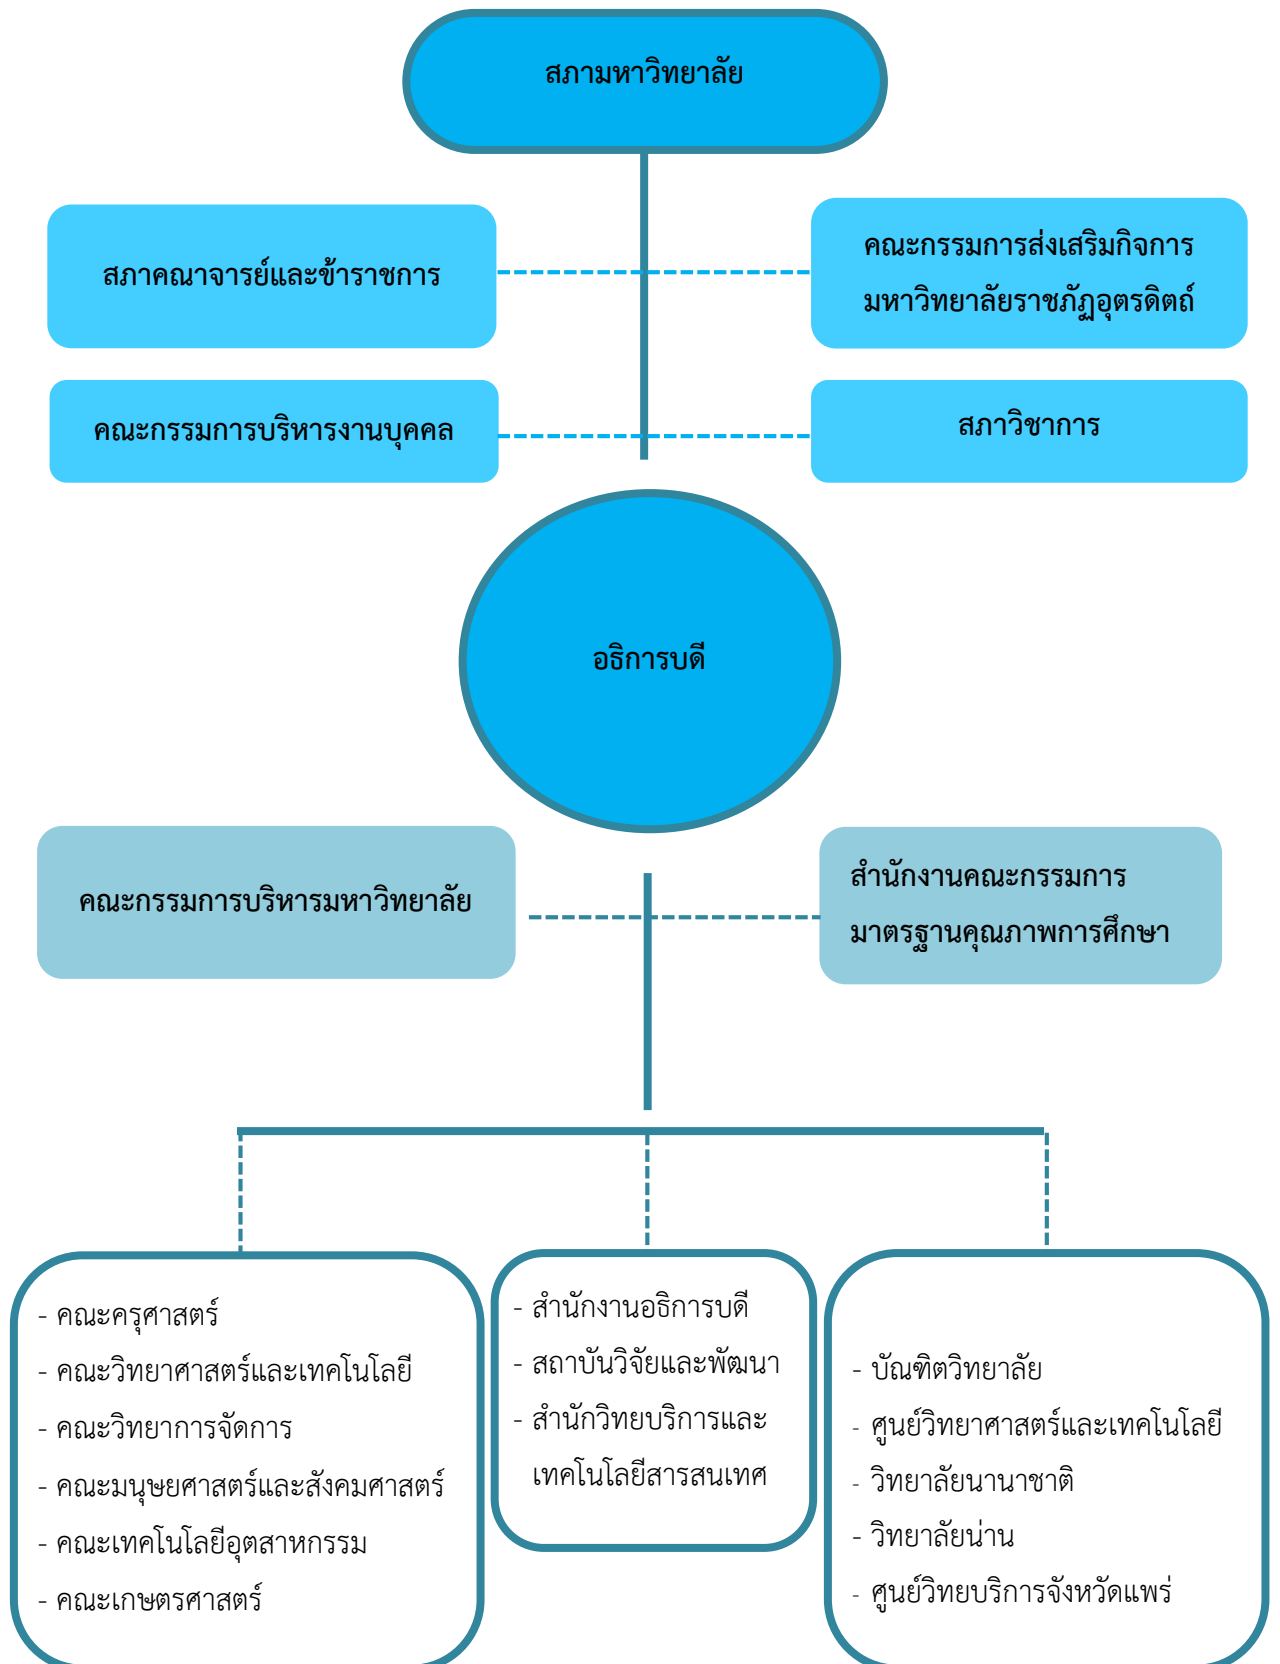 สภามหาวิทยาลัย
สภาคณาจารย์และข้าราชการ
คณะกรรมการส่งเสริมกิจการ
มหาวิทยาลัยราชภัฏอุตรดิตถ์
คณะกรรมการบริหารงานบุคคล
สภาวิชาการ
อธิการบดี
คณะกรรมการบริหารมหาวิทยาลัย
สำนักงานคณะกรรมการ
มาตรฐานคุณภาพการศึกษา
- คณะครุศาสตร์
- คณะวิทยาศาสตร์และเทคโนโลยี
- คณะวิทยาการจัดการ
- คณะมนุษยศาสตร์และสังคมศาสตร์
- คณะเทคโนโลยีอุตสาหกรรม
- คณะเกษตรศาสตร์
- สำนักงานอธิการบดี
- สถาบันวิจัยและพัฒนา
- สำนักวิทยบริการและ
เทคโนโลยีสารสนเทศ
- บัณฑิตวิทยาลัย
- ศูนย์วิทยาศาสตร์และเทคโนโลยี
- วิทยาลัยนานาชาติ
- วิทยาลัยน่าน
- ศูนย์วิทยบริการจังหวัดแพร่